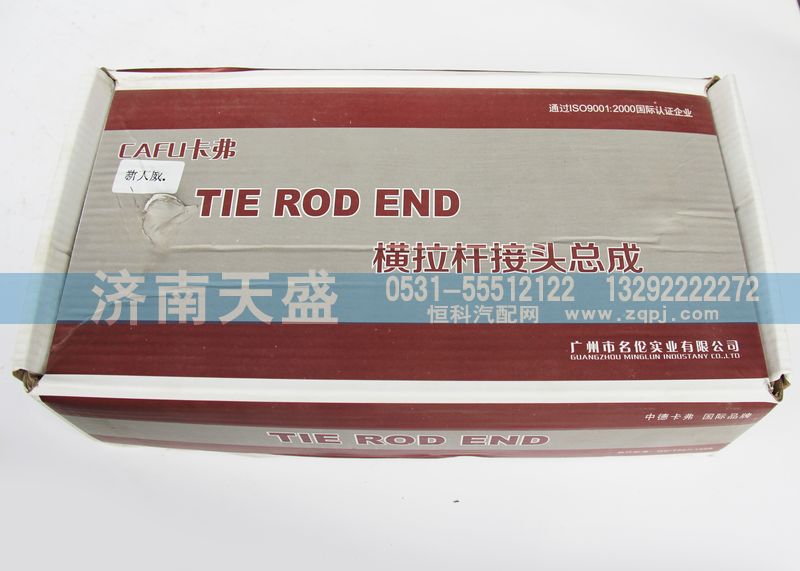 通过ISO9001:2000国际认证企业
CAFU卡弗
新大威.
TIE ROD END
横拉杆接头总成
济南天盛
0531-55512122 13292222272
恒科汽配网 www.zqpj.com
广州市名伦实业有限公司
GUANGZHOU MINGLUN INDUSTANY CO.,LTD
中德卡弗 国际品牌
TIE ROD END